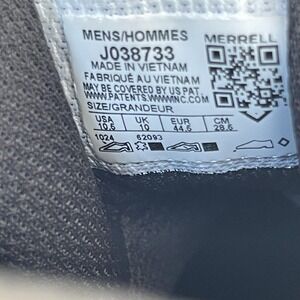 MENS/HOMMES MERRELL
J038733
MADE IN VIETNAM
FABRIQUÉ AU VIETNAM
MAY BE COVERED BY US PAT.
WWW.PATENTS.WWWINC.COM
SIZE/GRANDEUR
USA UK EUR CM
10.5 10 44.5 28.5
1024 62093